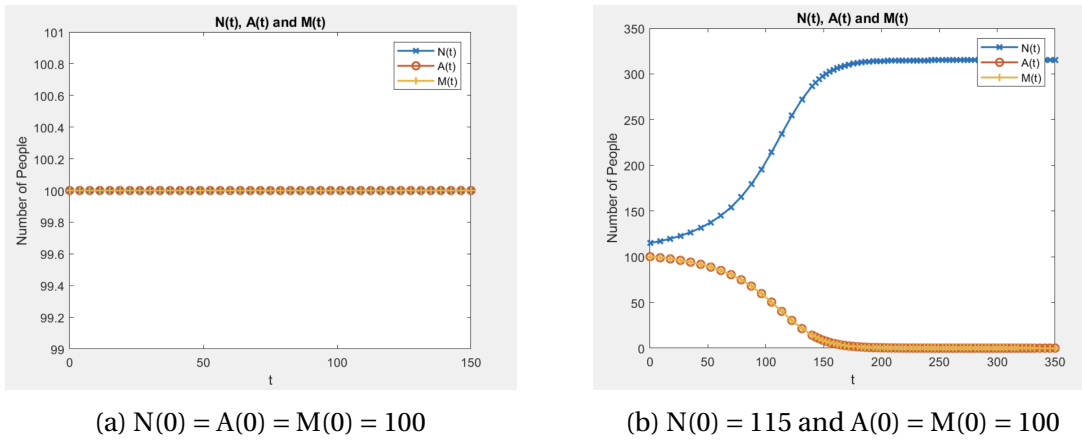 N(t), A(t) and M(t)
101
100.8
100.6
100.4
100.2
100
99.8
99.6
99.4
99.2
99
Number of People
0
50
100
150
t
N(t)
A(t)
M(t)
(a) N(0) = A(0) = M(0) = 100
N(t), A(t) and M(t)
350
300
250
200
150
100
50
0
Number of People
0
50
100
150
200
250
300
350
t
N(t)
A(t)
M(t)
(b) N(0) = 115 and A(0) = M(0) = 100